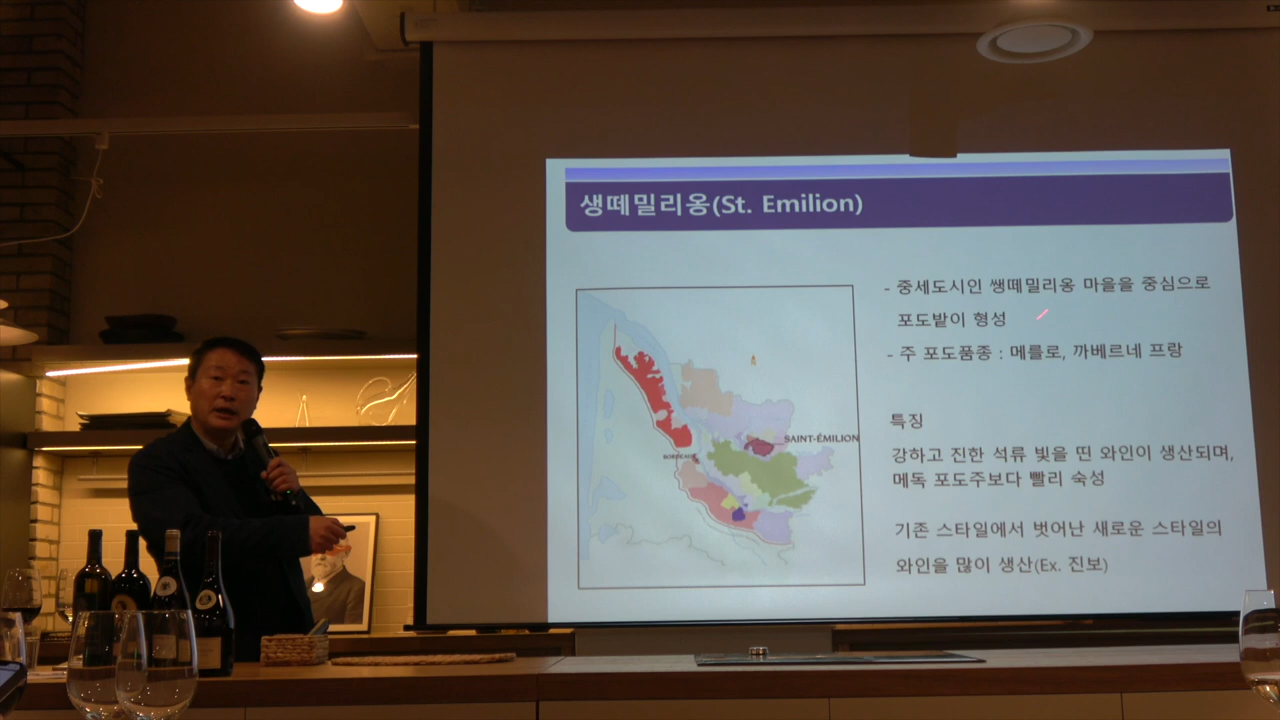 생떼밀리옹(St. Emilion)
- 중세도시인 쌩떼밀리옹 마을을 중심으로
포도밭이 형성
- 주 포도품종 : 메를로, 까베르네 프랑
SAINT-ÉMILION
BORDEAUX
특징
강하고 진한 석류 빛을 띤 와인이 생산되며,
메독 포도주보다 빨리 숙성
기존 스타일에서 벗어난 새로운 스타일의
와인을 많이 생산(Ex. 진보)